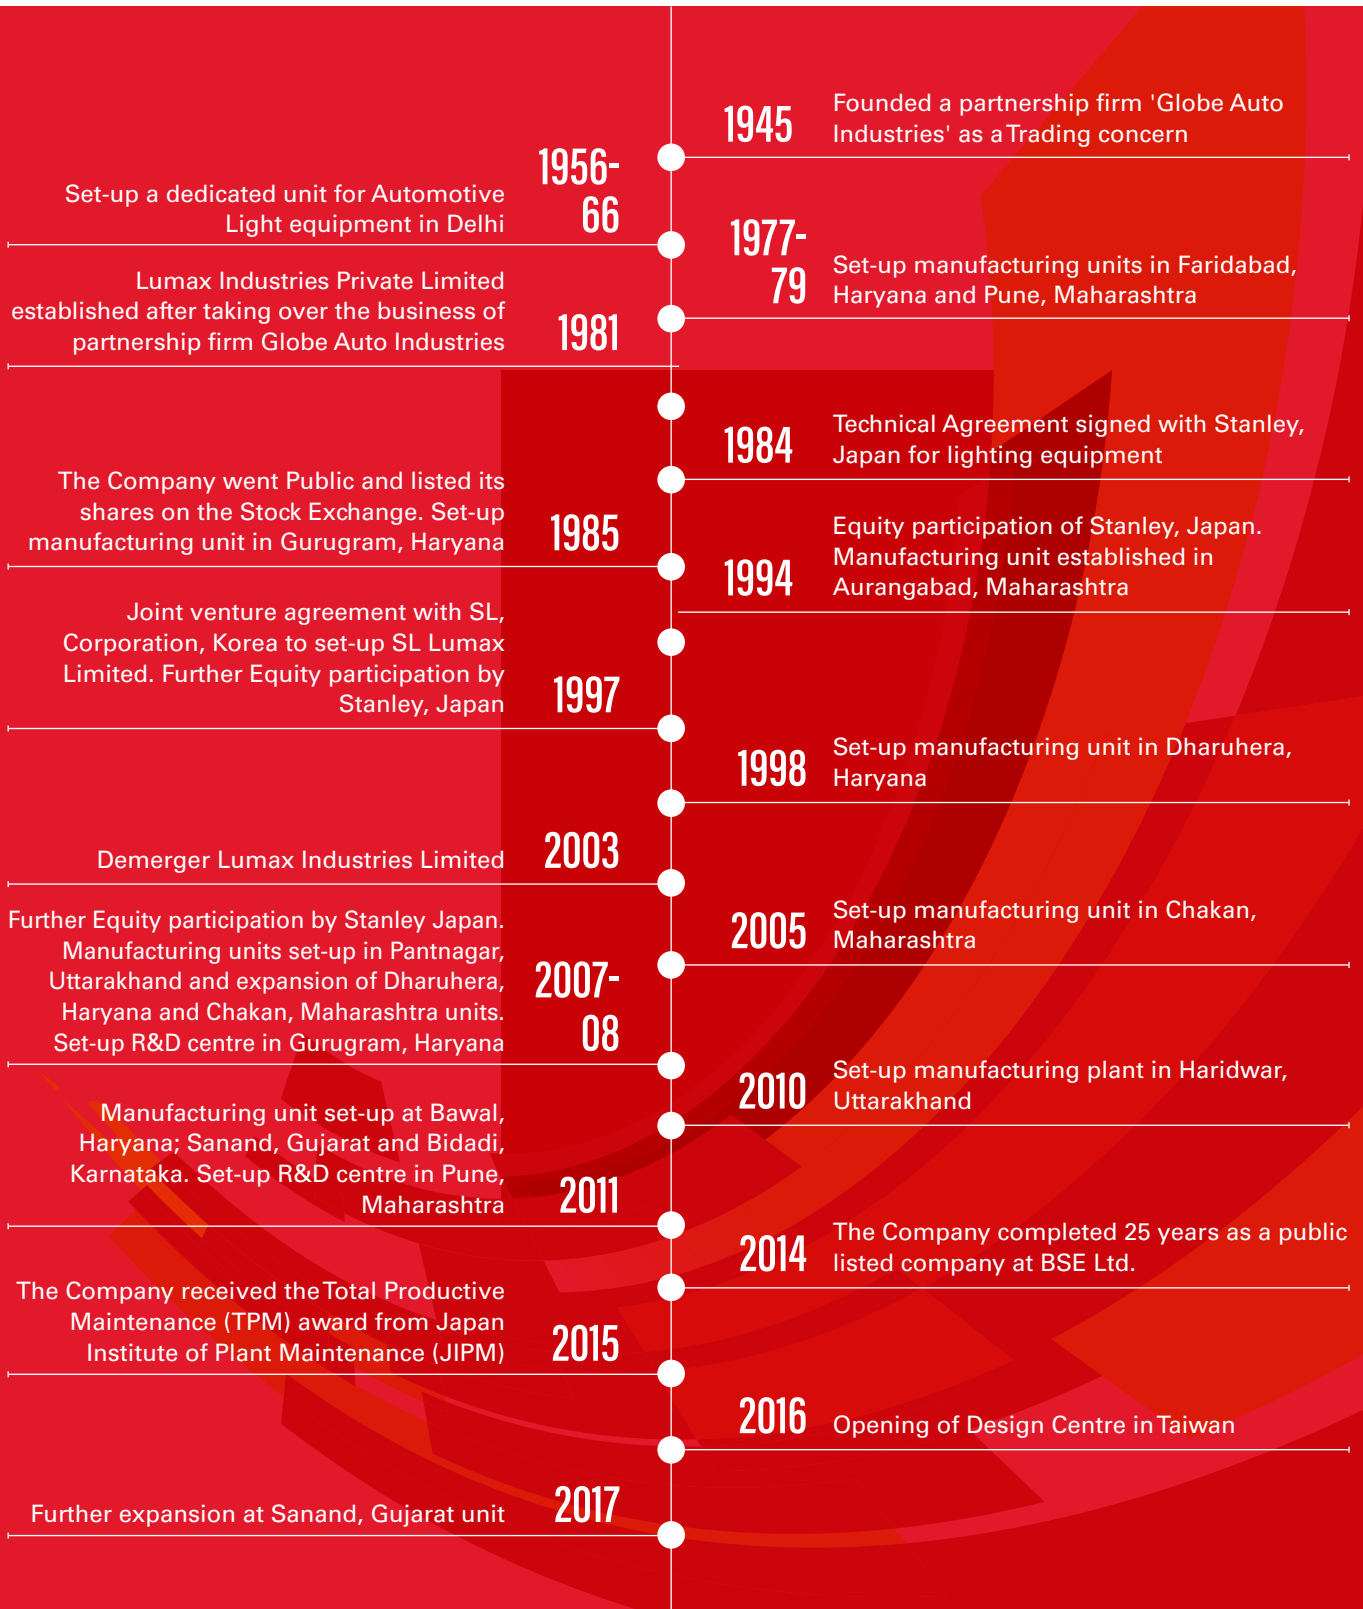 1945
Founded a partnership firm 'Globe Auto
Industries' as a Trading concern
1956-
66
Set-up a dedicated unit for Automotive
Light equipment in Delhi
1977-
79
Set-up manufacturing units in Faridabad,
Haryana and Pune, Maharashtra
1981
Lumax Industries Private Limited
established after taking over the business of
partnership firm Globe Auto Industries
1984
Technical Agreement signed with Stanley,
Japan for lighting equipment
1985
The Company went Public and listed its
shares on the Stock Exchange. Set-up
manufacturing unit in Gurugram, Haryana
1994
Equity participation of Stanley, Japan.
Manufacturing unit established in
Aurangabad, Maharashtra
1997
Joint venture agreement with SL,
Corporation, Korea to set-up SL Lumax
Limited. Further Equity participation by
Stanley, Japan
1998
Set-up manufacturing unit in Dharuhera,
Haryana
2003
Demerger Lumax Industries Limited
2005
Set-up manufacturing unit in Chakan,
Maharashtra
2007-
08
Further Equity participation by Stanley Japan.
Manufacturing units set-up in Pantnagar,
Uttarakhand and expansion of Dharuhera,
Haryana and Chakan, Maharashtra units.
Set-up R&D centre in Gurugram, Haryana
2010
Set-up manufacturing plant in Haridwar,
Uttarakhand
2011
Manufacturing unit set-up at Bawal,
Haryana; Sanand, Gujarat and Bidadi,
Karnataka. Set-up R&D centre in Pune,
Maharashtra
2014
The Company completed 25 years as a public
listed company at BSE Ltd.
2015
The Company received the Total Productive
Maintenance (TPM) award from Japan
Institute of Plant Maintenance (JIPM)
2016
Opening of Design Centre in Taiwan
2017
Further expansion at Sanand, Gujarat unit